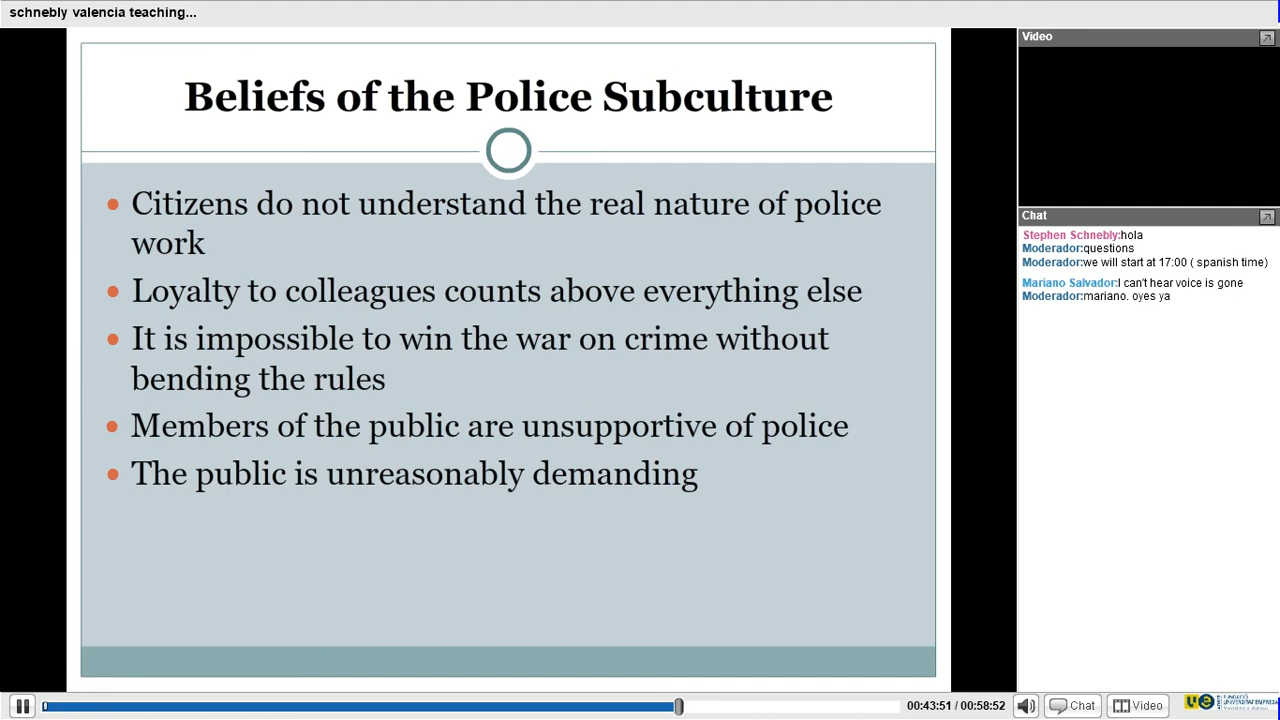 schnebly valencia teaching...
Beliefs of the Police Subculture
• Citizens do not understand the real nature of police
work
• Loyalty to colleagues counts above everything else
• It is impossible to win the war on crime without
bending the rules
• Members of the public are unsupportive of police
• The public is unreasonably demanding
Video
Chat
Stephen Schnebly:hola
Moderador:questions
Moderador:we will start at 17:00 ( spanish time)
Mariano Salvador:I can't hear voice is gone
Moderador:mariano. oyes ya
00:43:51 / 00:58:52
Chat
Video
FUNDACIÓ
UNIVERSITAT-EMPRESA